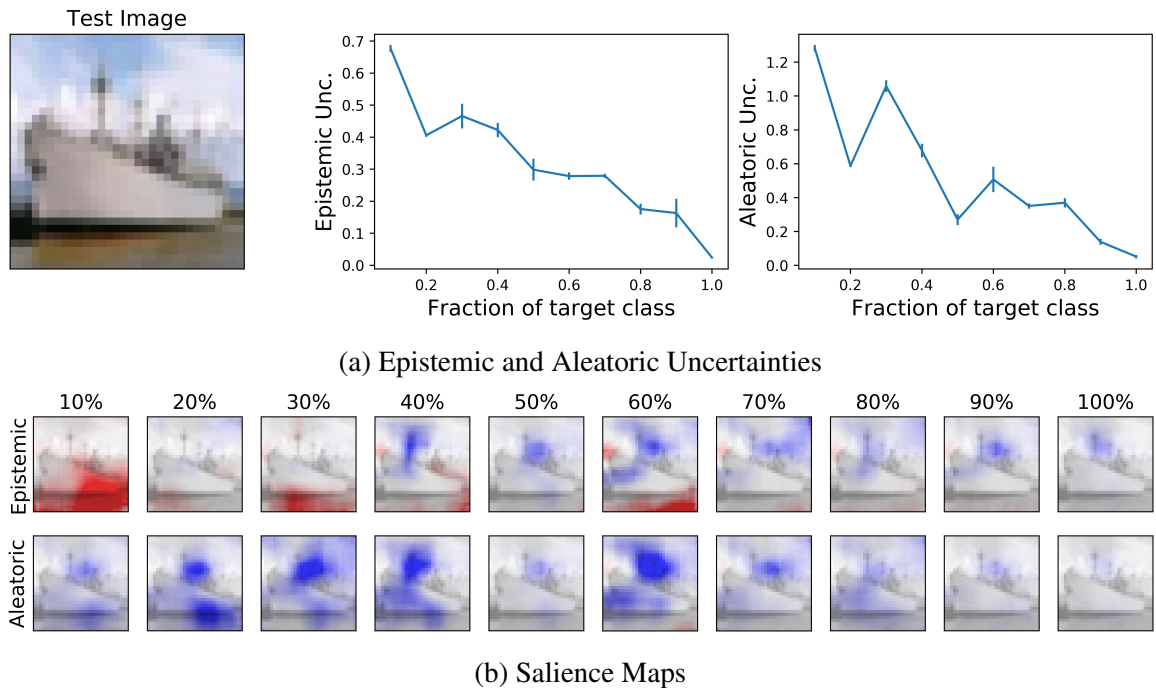 Test Image
Epistemic Unc.
0.7
0.6
0.5
0.4
0.3
0.2
0.1
0.0
0.2 0.4 0.6 0.8 1.0
Fraction of target class
Aleatoric Unc.
1.2
1.0
0.8
0.6
0.4
0.2
0.0
0.2 0.4 0.6 0.8 1.0
Fraction of target class
(a) Epistemic and Aleatoric Uncertainties
10% 20% 30% 40% 50% 60% 70% 80% 90% 100%
Epistemic
Aleatoric
(b) Salience Maps